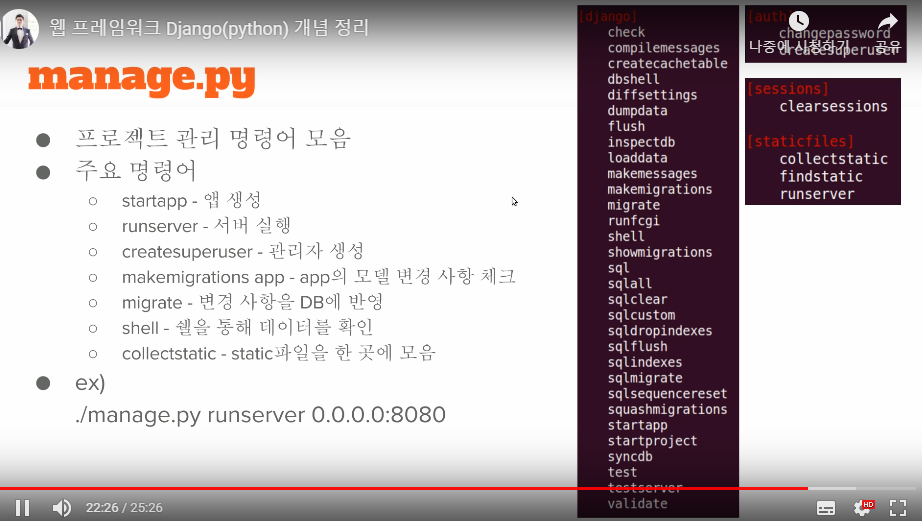 웹 프레임워크 Django(python) 개념 정리
나중에 시청하기
공유
manage.py
● 프로젝트 관리 명령어 모음
● 주요 명령어
○ startapp - 앱 생성
○ runserver - 서버 실행
○ createsuperuser - 관리자 생성
○ makemigrations app - app의 모델 변경 사항 체크
○ migrate - 변경 사항을 DB에 반영
○ shell - 쉘을 통해 데이터를 확인
○ collectstatic - static파일을 한 곳에 모음
● ex)
./manage.py runserver 0.0.0.0:8080
[django]
check
compilemessages
createcachetable
dbshell
diffsettings
dumpdata
flush
inspectdb
loaddata
makemessages
makemigrations
migrate
runfcgi
shell
showmigrations
sql
sqlall
sqlclear
sqlcustom
sqldropindexes
sqlflush
sqlindexes
sqlmigrate
sqlsequencereset
squashmigrations
startapp
startproject
syncdb
test
testserver
validate
[auth]
changepassword
createsuperuser
[sessions]
clearsessions
[staticfiles]
collectstatic
findstatic
runserver
22:26 / 25:26
HD